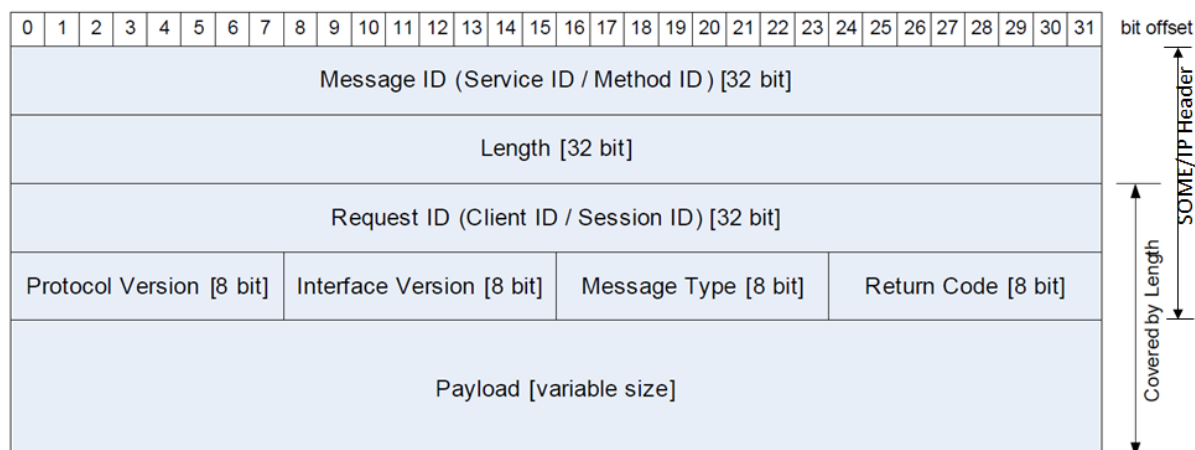 0 1 2 3 4 5 6 7 8 9 10 11 12 13 14 15 16 17 18 19 20 21 22 23 24 25 26 27 28 29 30 31 bit offset
Message ID (Service ID / Method ID) [32 bit]
Length [32 bit]
Request ID (Client ID / Session ID) [32 bit]
Protocol Version [8 bit] Interface Version [8 bit] Message Type [8 bit] Return Code [8 bit]
Payload [variable size]
Covered by Length
SOME/IP Header